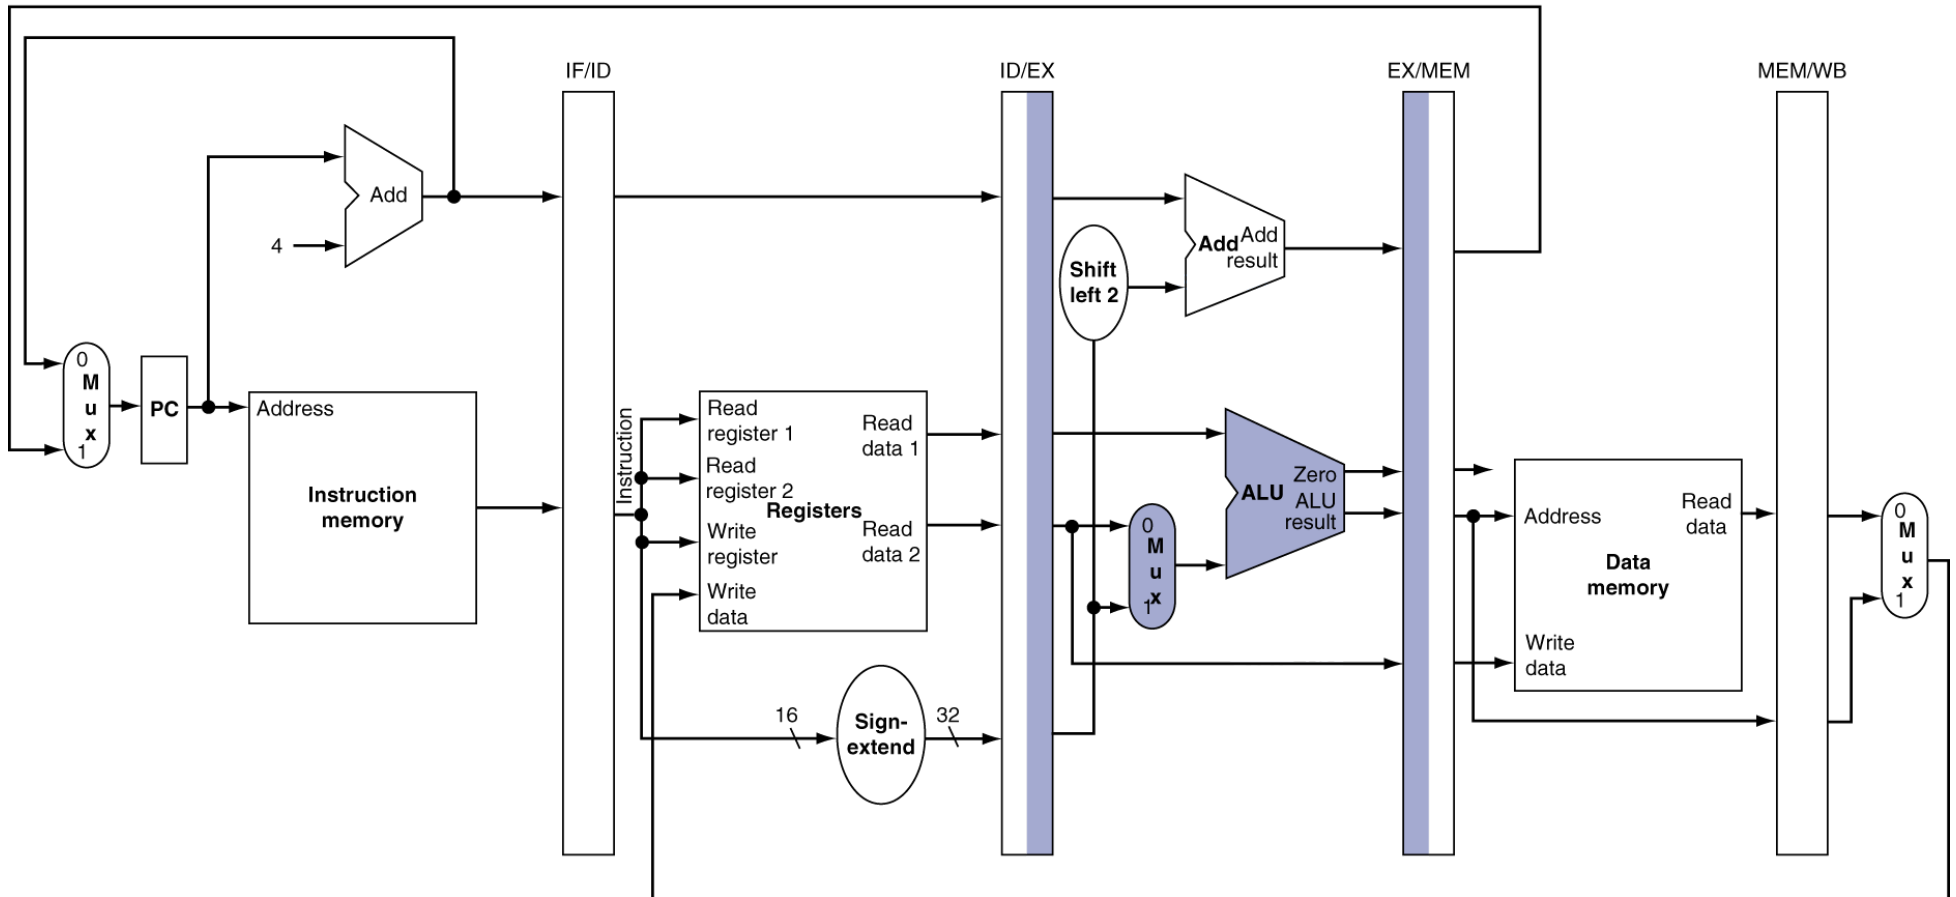 IF/ID
ID/EX
EX/MEM
MEM/WB
Add
4
Add
Add
result
Shift
left 2
0
M
u
x
1
PC
Address
Instruction
memory
Instruction
Read
register 1
Read
register 2
Write
register
Write
data
Registers
Read
data 1
Read
data 2
16
Sign-
extend
32
0
M
u
x
1
ALU
Zero
ALU
result
Address
Read
data
Data
memory
Write
data
0
M
u
x
1